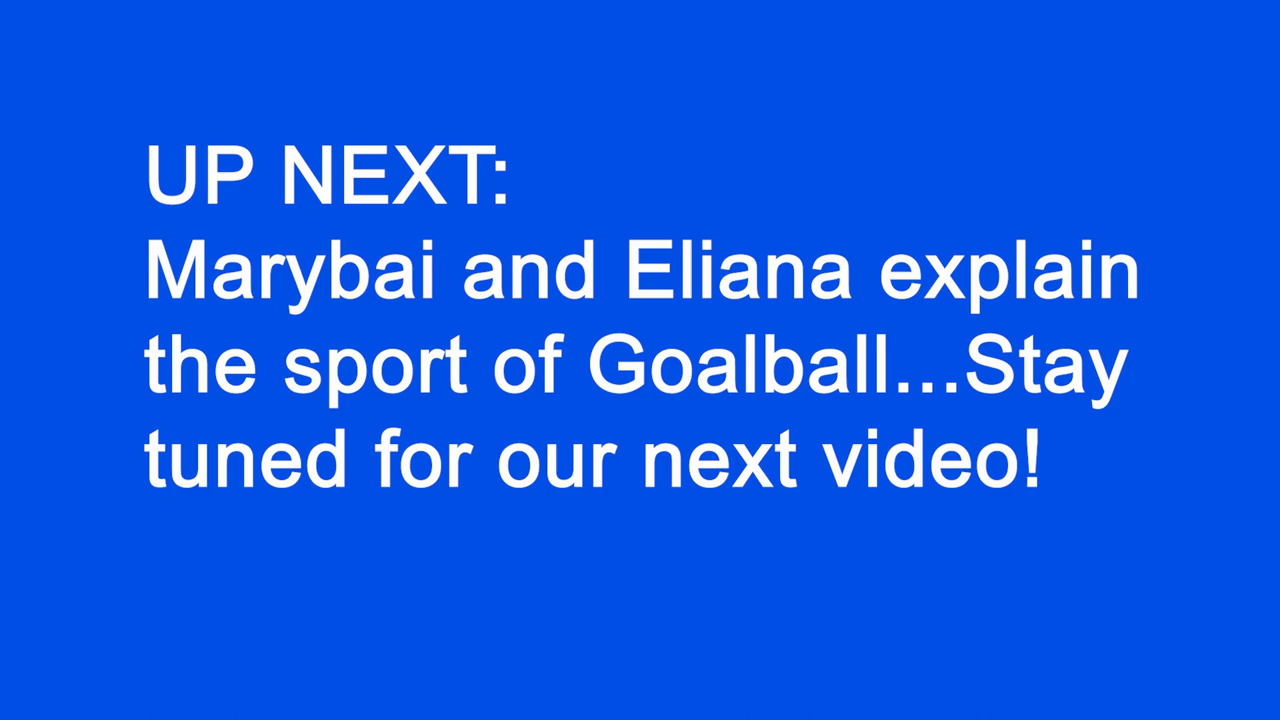 UP NEXT:
Marybai and Eliana explain
the sport of Goalball...Stay
tuned for our next video!